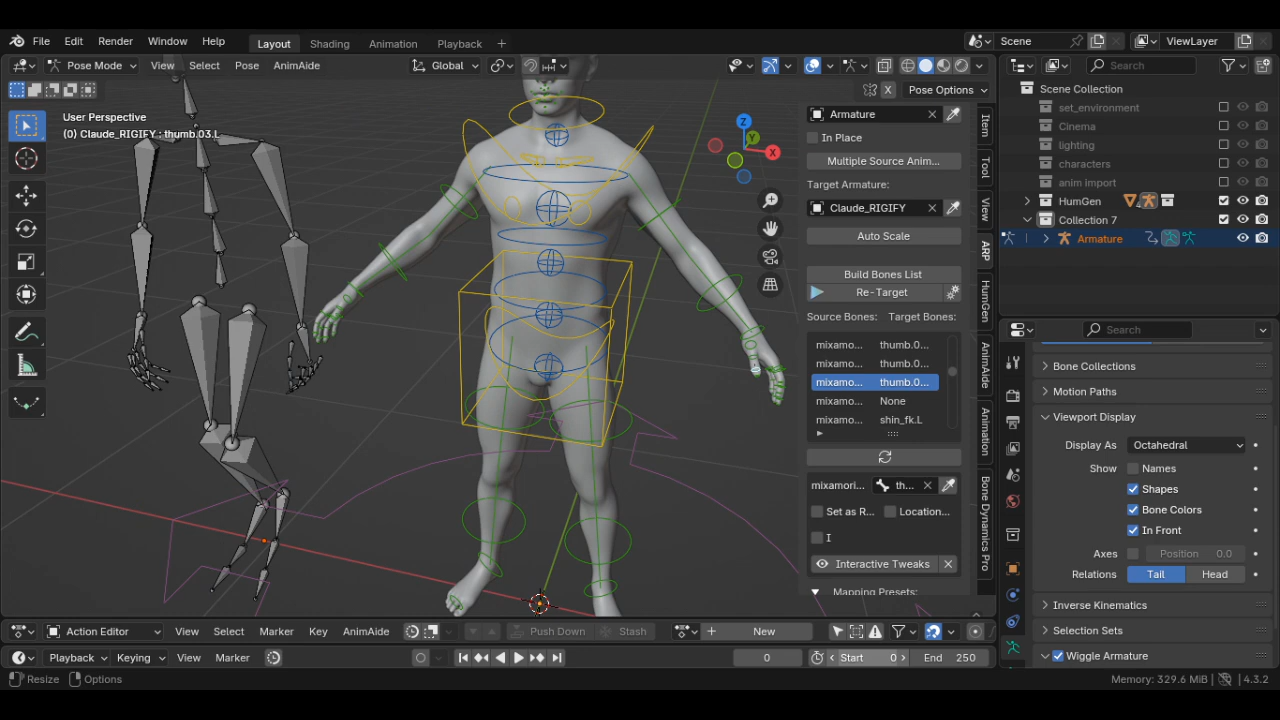 File Edit Render Window Help Layout Shading Animation Playback + Scene ViewLayer
Pose Mode View Select Pose AnimAide Global Search
X Pose Options
User Perspective
(0) Claude_RIGIFY : thumb.03.L
Z Y X
Armature
In Place
Multiple Source Anim...
Target Armature:
Claude_RIGIFY
Auto Scale
Build Bones List
Re-Target
Source Bones: Target Bones:
mixamo... thumb.0...
mixamo... thumb.0...
mixamo... thumb.0...
mixamo... None
mixamo... shin_fk.L
mixamori... th...
Set as R... Location...
I
Interactive Tweaks
Mapping Presets:
Item
Tool
View
ARP
HumGen
AnimAide
Animation
Bone Dynamics Pro
Scene Collection
set_environment
Cinema
lighting
characters
anim import
HumGen
Collection 7
Armature
Search
Bone Collections
Motion Paths
Viewport Display
Display As Octahedral
Show Names
Shapes
Bone Colors
In Front
Axes Position 0.0
Relations Tail Head
Inverse Kinematics
Selection Sets
Wiggle Armature
Action Editor View Select Marker Key AnimAide Push Down Stash + New
Playback Keying View Marker 0 Start 0 End 250
Resize Options Memory: 329.6 MiB 4.3.2